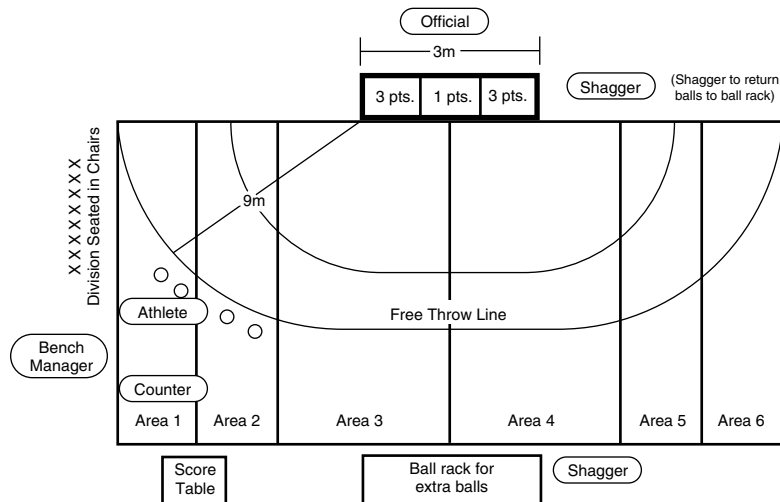 Official
3m
3 pts. 1 pts. 3 pts.
Shagger
(Shagger to return
balls to ball rack)
X X X X X X X X
Division Seated in Chairs
9m
Free Throw Line
Athlete
Bench
Manager
Counter
Area 1 Area 2 Area 3 Area 4 Area 5 Area 6
Score
Table
Ball rack for
extra balls
Shagger